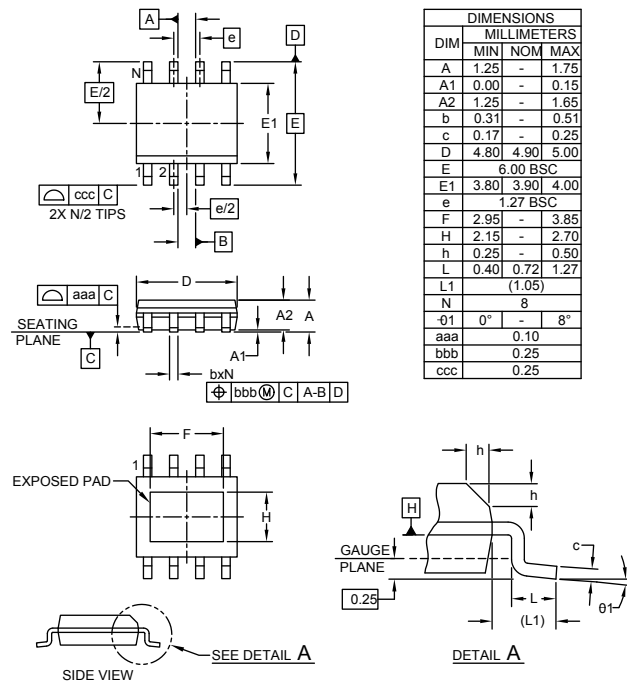 A
e
D
N
E/2
E1
E
1 2
ccc C
2X N/2 TIPS
e/2
B
D
aaa C
A2 A
SEATING
PLANE
C
A1
bxN
bbb Ⓜ C A-B D
F
1
EXPOSED PAD
H
SIDE VIEW
SEE DETAIL A
DIMENSIONS
DIM MILLIMETERS
MIN NOM MAX
A 1.25 - 1.75
A1 0.00 - 0.15
A2 1.25 - 1.65
b 0.31 - 0.51
c 0.17 - 0.25
D 4.80 4.90 5.00
E 6.00 BSC
E1 3.80 3.90 4.00
e 1.27 BSC
F 2.95 - 3.85
H 2.15 - 2.70
h 0.25 - 0.50
L 0.40 0.72 1.27
L1 (1.05)
N 8
θ1 0° - 8°
aaa 0.10
bbb 0.25
ccc 0.25
h
h
H
GAUGE
PLANE
0.25
c
L
(L1)
θ1
DETAIL A